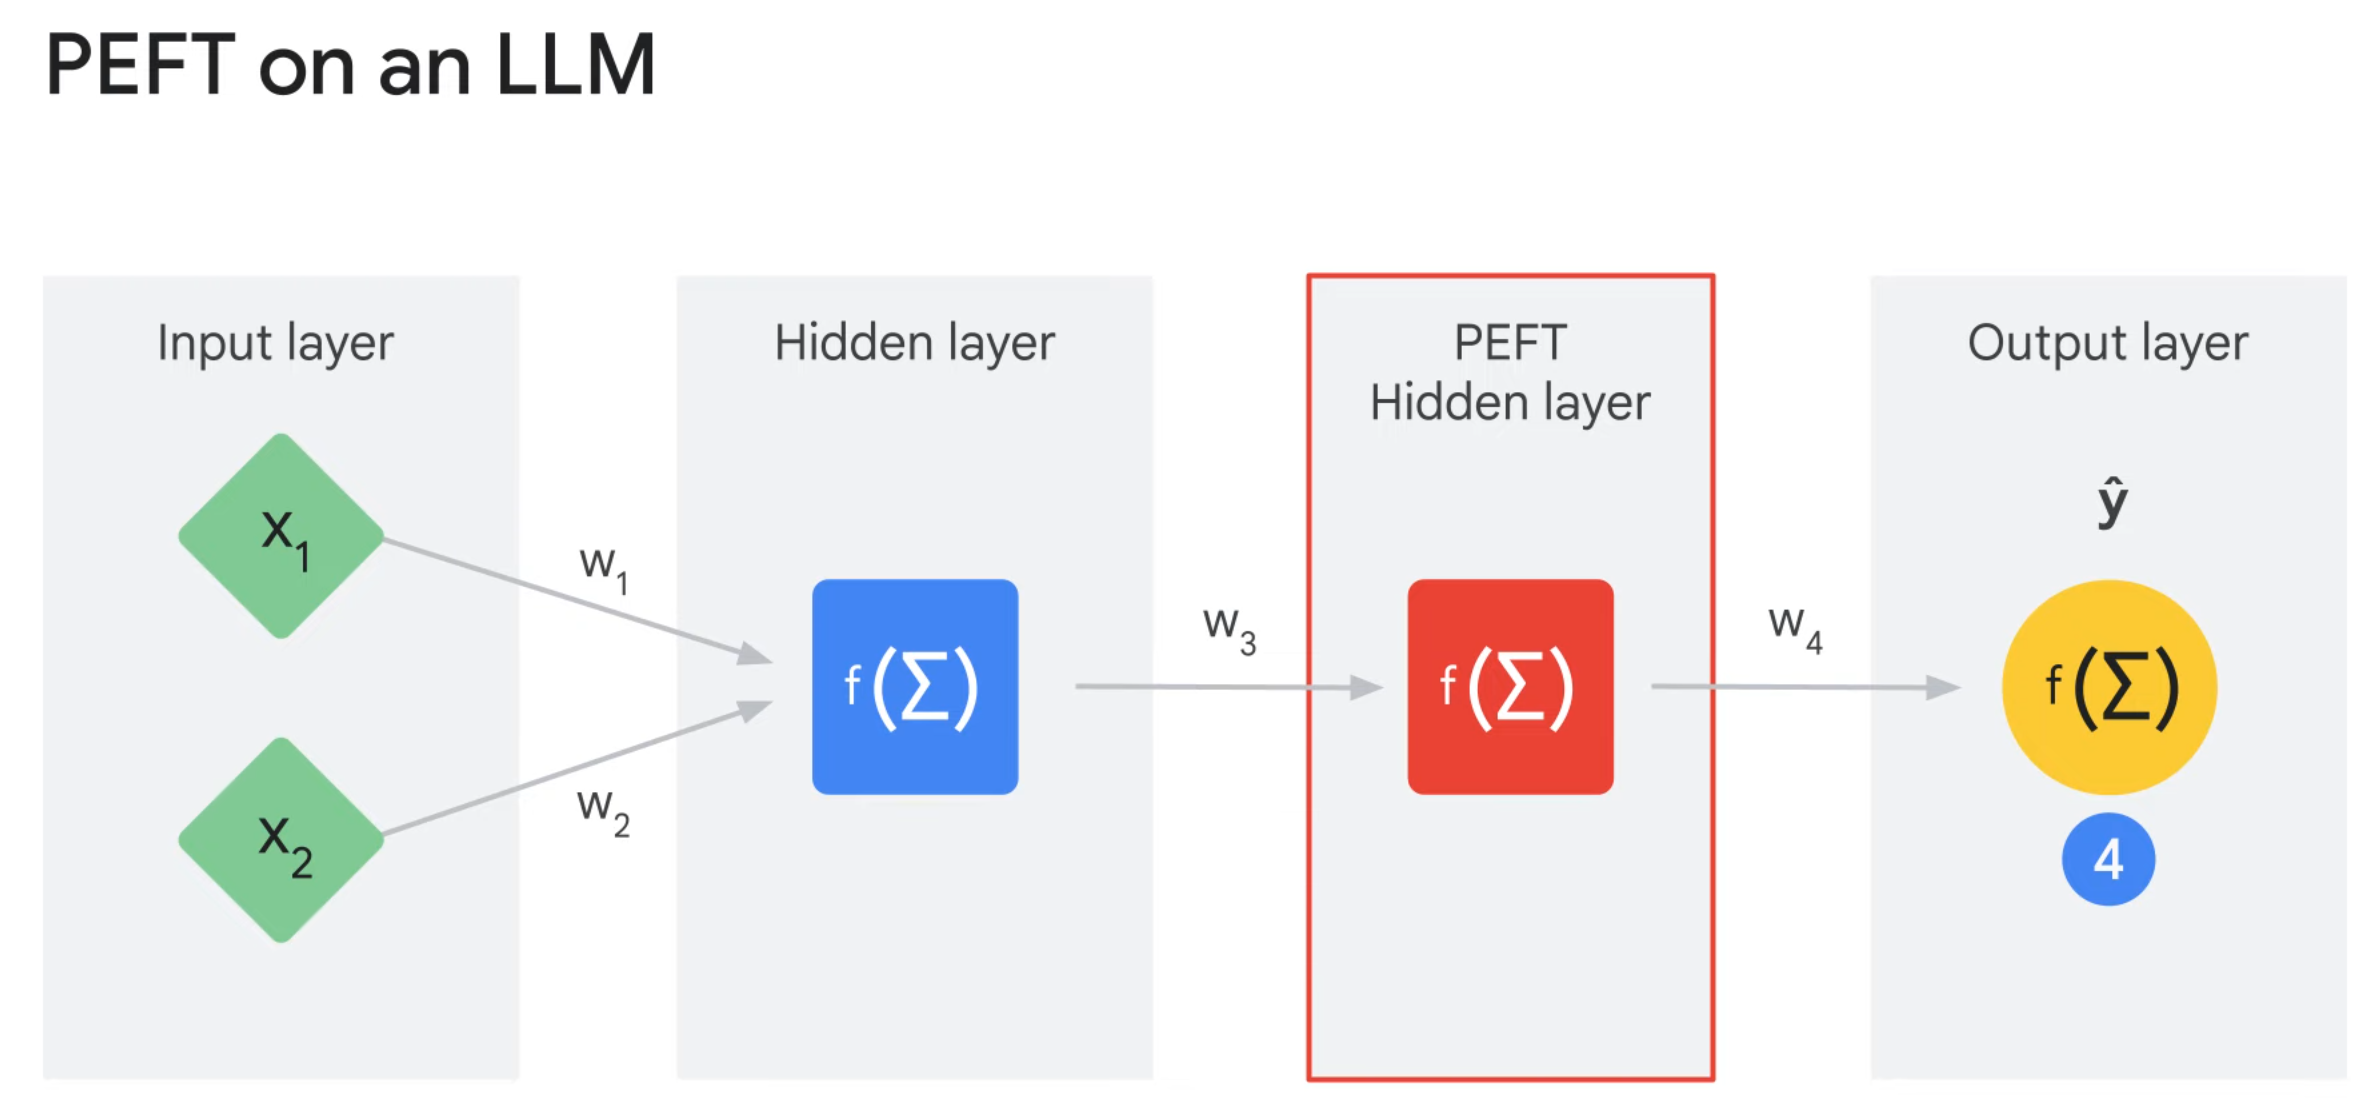 PEFT on an LLM
Input layer
x₁
x₂
w₁
w₂
Hidden layer
f(Σ)
w₃
PEFT
Hidden layer
f(Σ)
w₄
Output layer
ŷ
f(Σ)
4